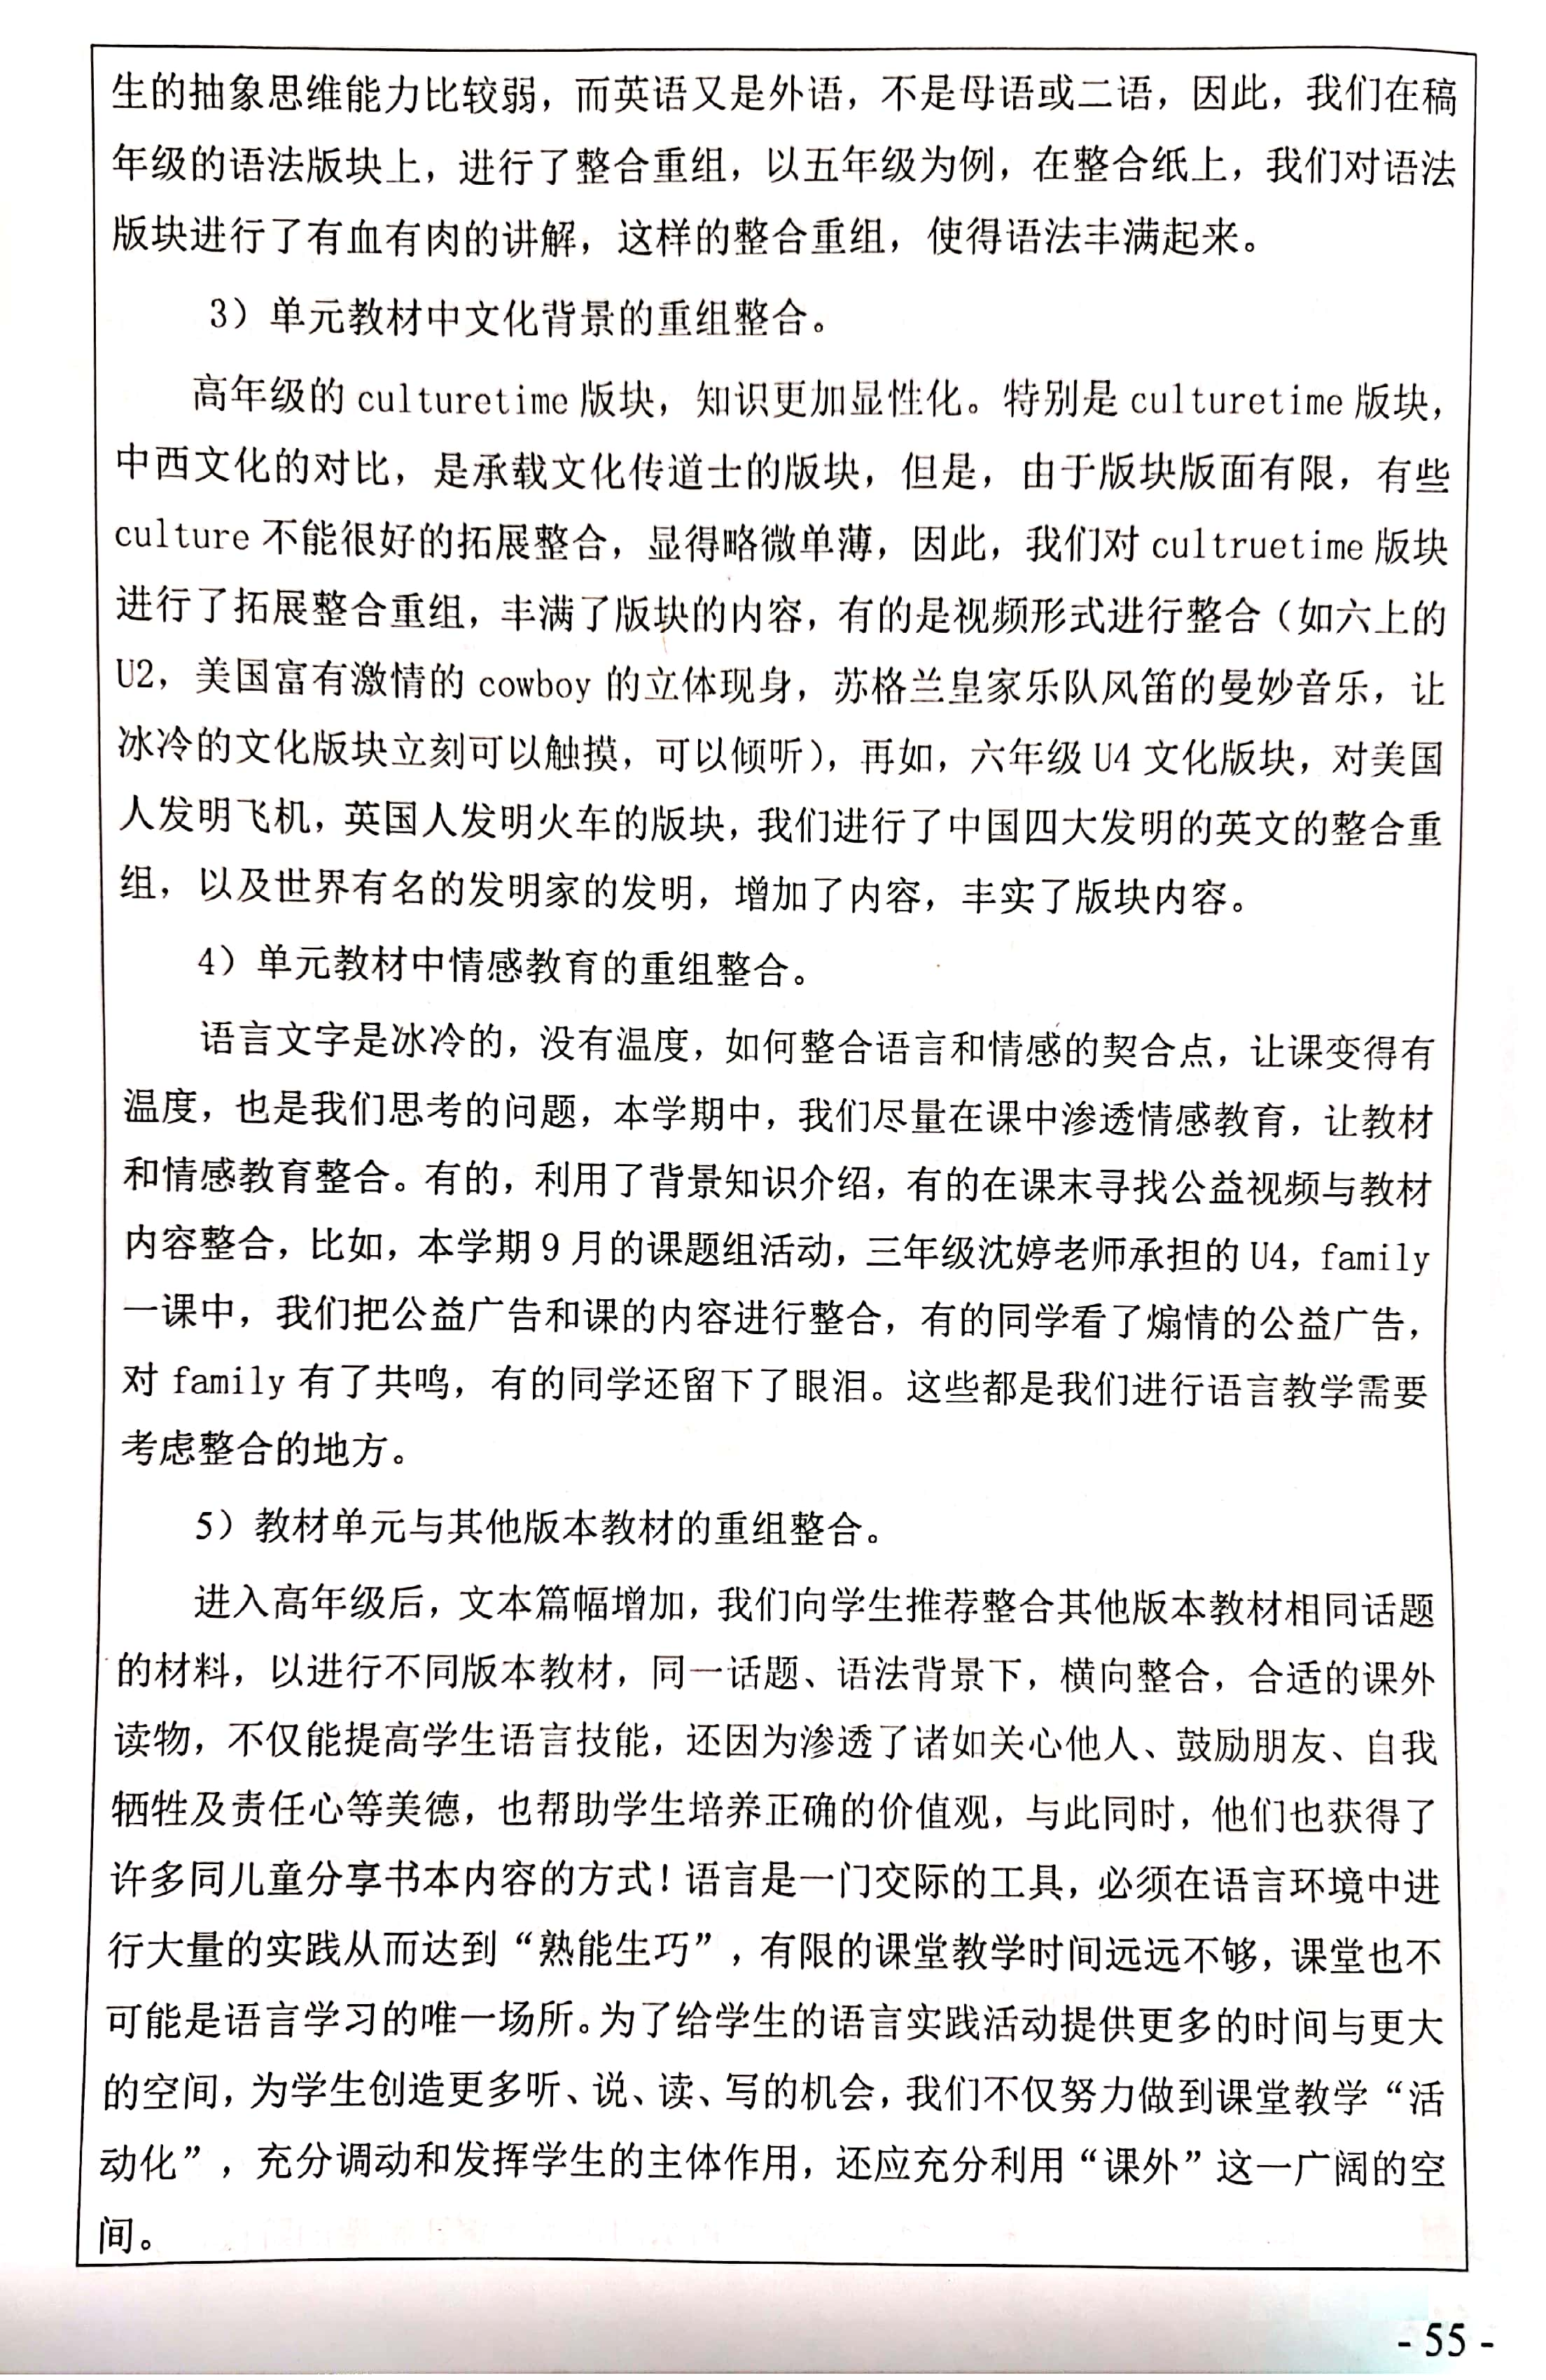 生的抽象思维能力比较弱，而英语又是外语，不是母语或二语，因此，我们在稿
年级的语法版块上，进行了整合重组，以五年级为例，在整合纸上，我们对语法
版块进行了有血有肉的讲解，这样的整合重组，使得语法丰满起来。
3）单元教材中文化背景的重组整合。
高年级的 culturetime 版块，知识更加显性化。特别是 culturetime 版块，
中西文化的对比，是承载文化传道士的版块，但是，由于版块版面有限，有些
culture 不能很好的拓展整合，显得略微单薄，因此，我们对 cultruetime 版块
进行了拓展整合重组，丰满了版块的内容，有的是视频形式进行整合（如六上的
U2，美国富有激情的 cowboy 的立体现身，苏格兰皇家乐队风笛的曼妙音乐，让
冰冷的文化版块立刻可以触摸，可以倾听），再如，六年级 U4 文化版块，对美国
人发明飞机，英国人发明火车的版块，我们进行了中国四大发明的英文的整合重
组，以及世界有名的发明家的发明，增加了内容，丰实了版块内容。
4）单元教材中情感教育的重组整合。
语言文字是冰冷的，没有温度，如何整合语言和情感的契合点，让课变得有
温度，也是我们思考的问题，本学期中，我们尽量在课中渗透情感教育，让教材
和情感教育整合。有的，利用了背景知识介绍，有的在课末寻找公益视频与教材
内容整合，比如，本学期 9 月的课题组活动，三年级沈婷老师承担的 U4，family
一课中，我们把公益广告和课的内容进行整合，有的同学看了煽情的公益广告，
对 family 有了共鸣，有的同学还留下了眼泪。这些都是我们进行语言教学需要
考虑整合的地方。
5）教材单元与其他版本教材的重组整合。
进入高年级后，文本篇幅增加，我们向学生推荐整合其他版本教材相同话题
的材料，以进行不同版本教材，同一话题、语法背景下，横向整合，合适的课外
读物，不仅能提高学生语言技能，还因为渗透了诸如关心他人、鼓励朋友、自我
牺牲及责任心等美德，也帮助学生培养正确的价值观，与此同时，他们也获得了
许多同儿童分享书本内容的方式！语言是一门交际的工具，必须在语言环境中进
行大量的实践从而达到“熟能生巧”，有限的课堂教学时间远远不够，课堂也不
可能是语言学习的唯一场所。为了给学生的语言实践活动提供更多的时间与更大
的空间，为学生创造更多听、说、读、写的机会，我们不仅努力做到课堂教学“活
动化”，充分调动和发挥学生的主体作用，还应充分利用“课外”这一广阔的空
间。
- 55 -